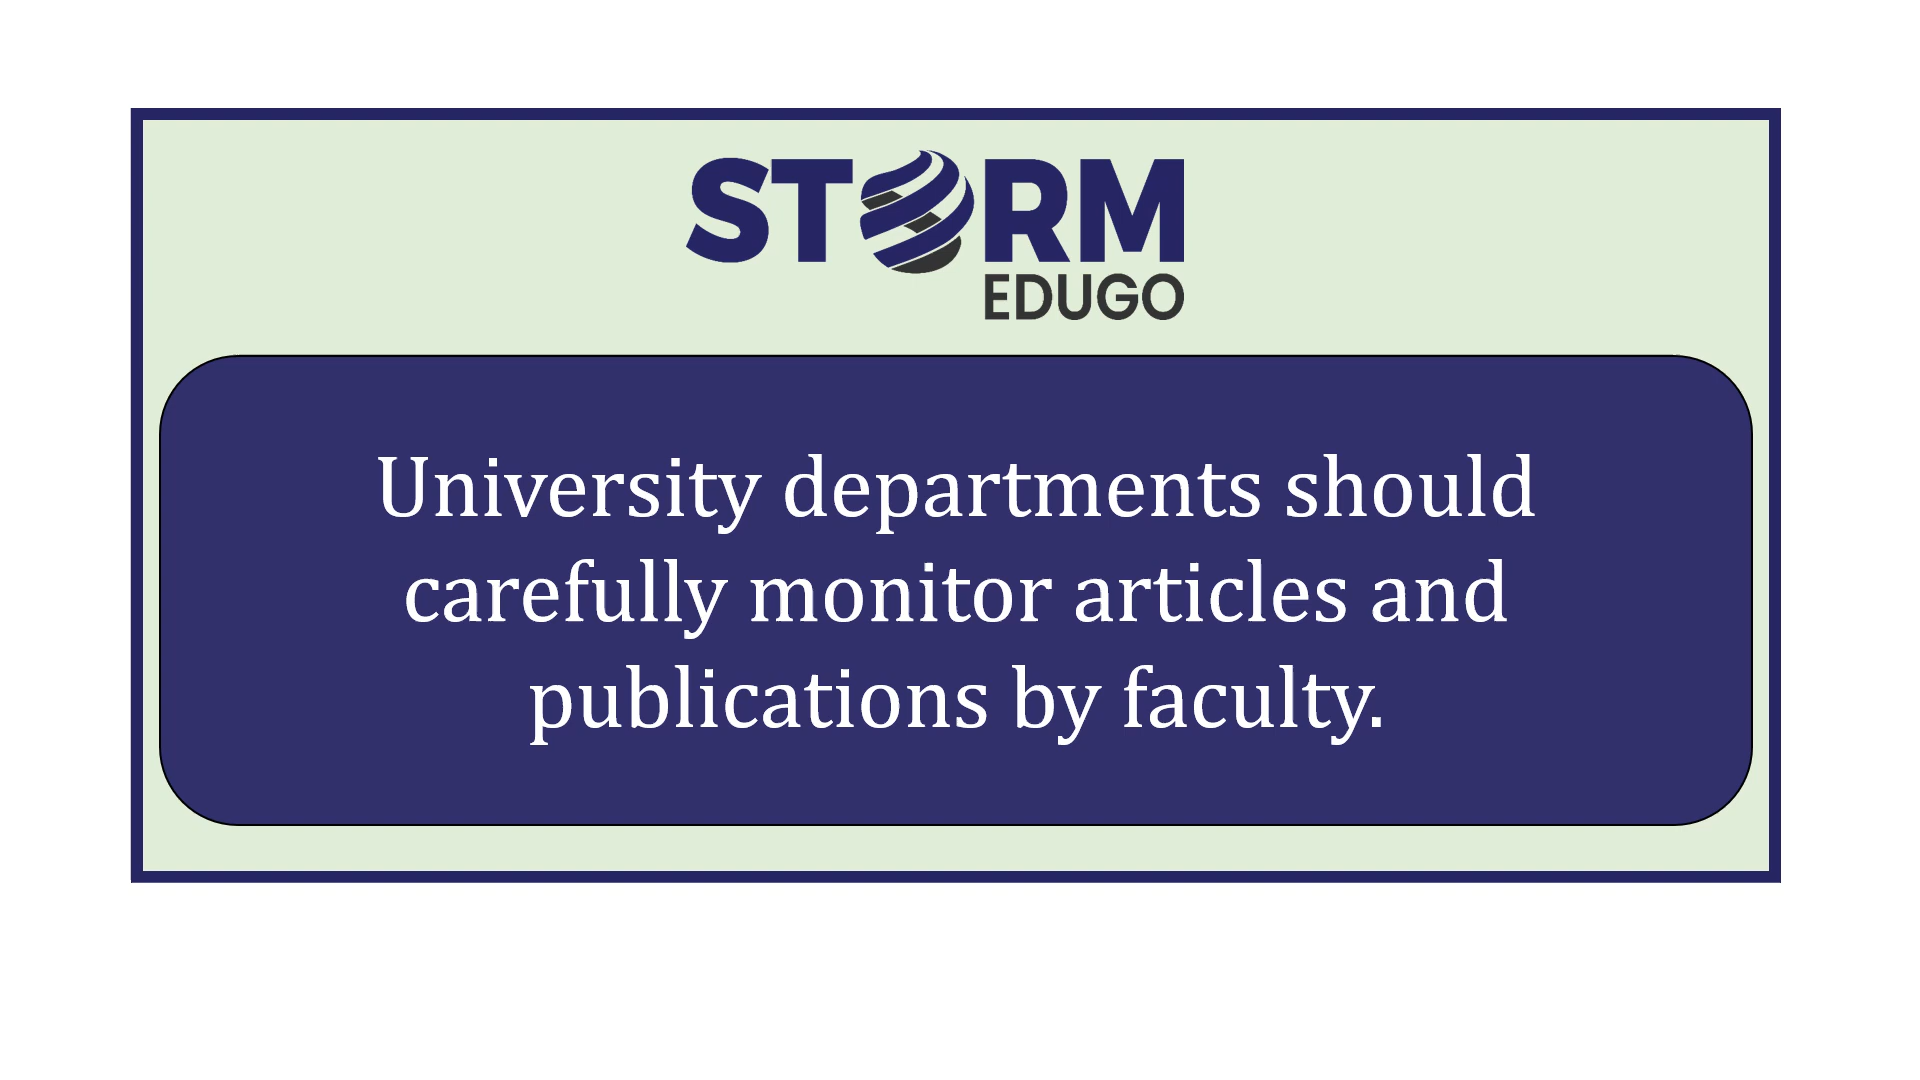 STORM
EDUGO
University departments should
carefully monitor articles and
publications by faculty.